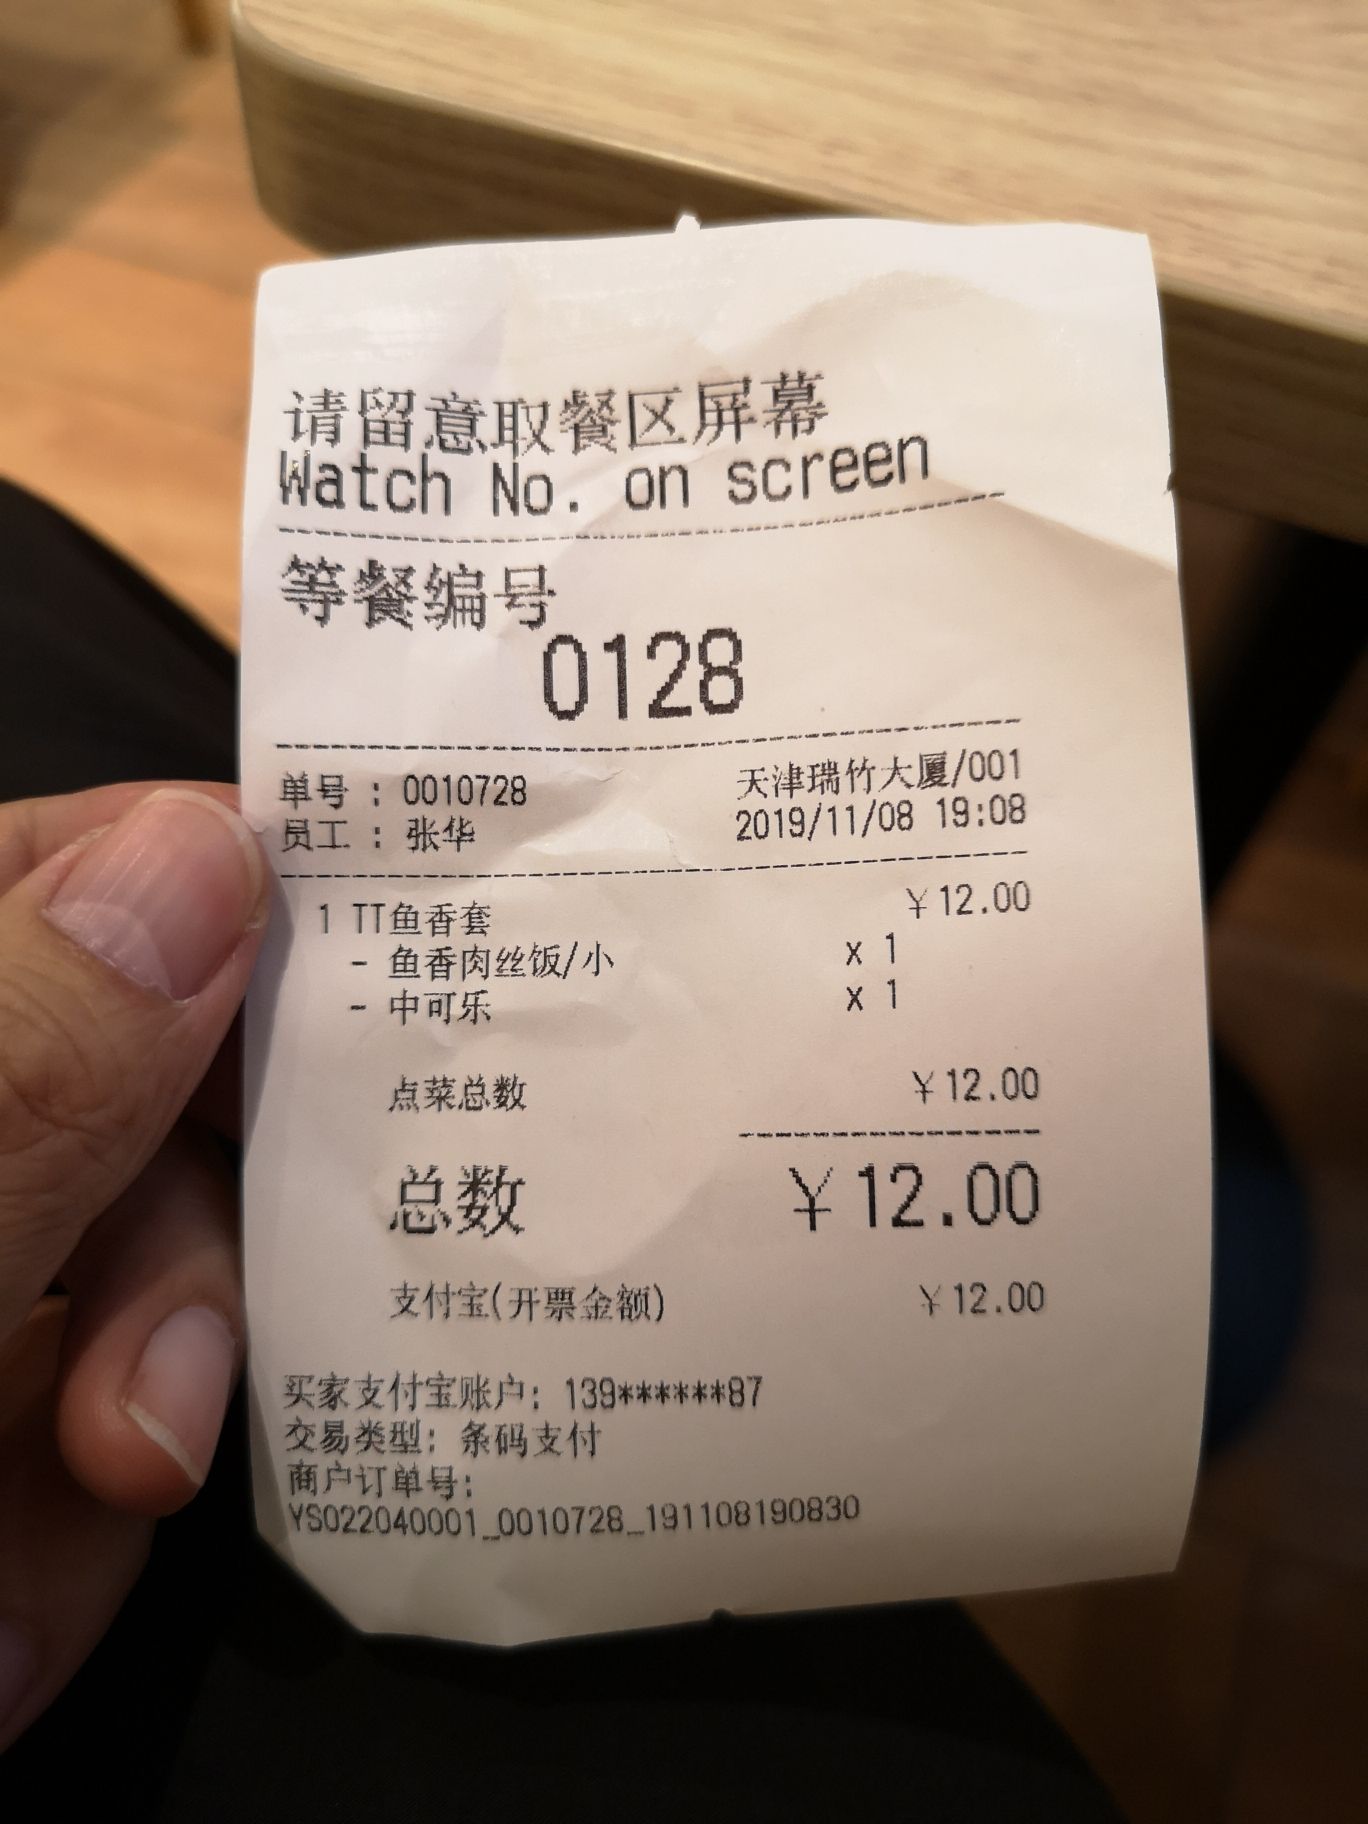 请留意取餐区屏幕
Watch No. on screen
等餐编号
0128
单号 : 0010728 天津瑞竹大厦/001
员工 : 张华 2019/11/08 19:08
1 TT鱼香套 ¥12.00
- 鱼香肉丝饭/小 x 1
- 中可乐 x 1
点菜总数 ¥12.00
总数 ¥12.00
支付宝(开票金额) ¥12.00
买家支付宝账户: 139******87
交易类型: 条码支付
商户订单号:
YS022040001_0010728_191108190830